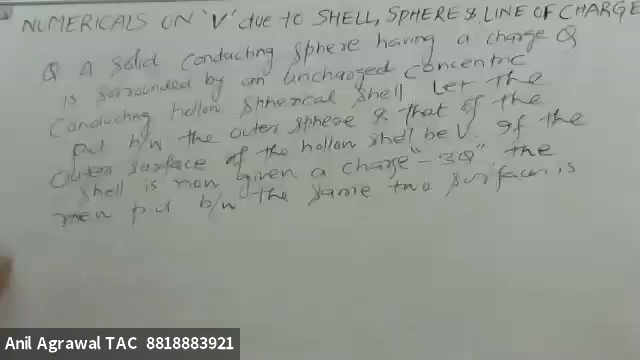 NUMERICALS ON 'V' due to SHELL, SPHERE & LINE OF CHARGE
Q A solid conducting sphere having a charge Q
is surrounded by an uncharged concentric
conducting hollow spherical shell Let the
pd b/n the outer sphere & that of the
outer surface of the hollow shell be V. If the
shell is now given a charge "-3Q" the
new pd b/n the same two surfaces is
Anil Agrawal TAC 8818883921